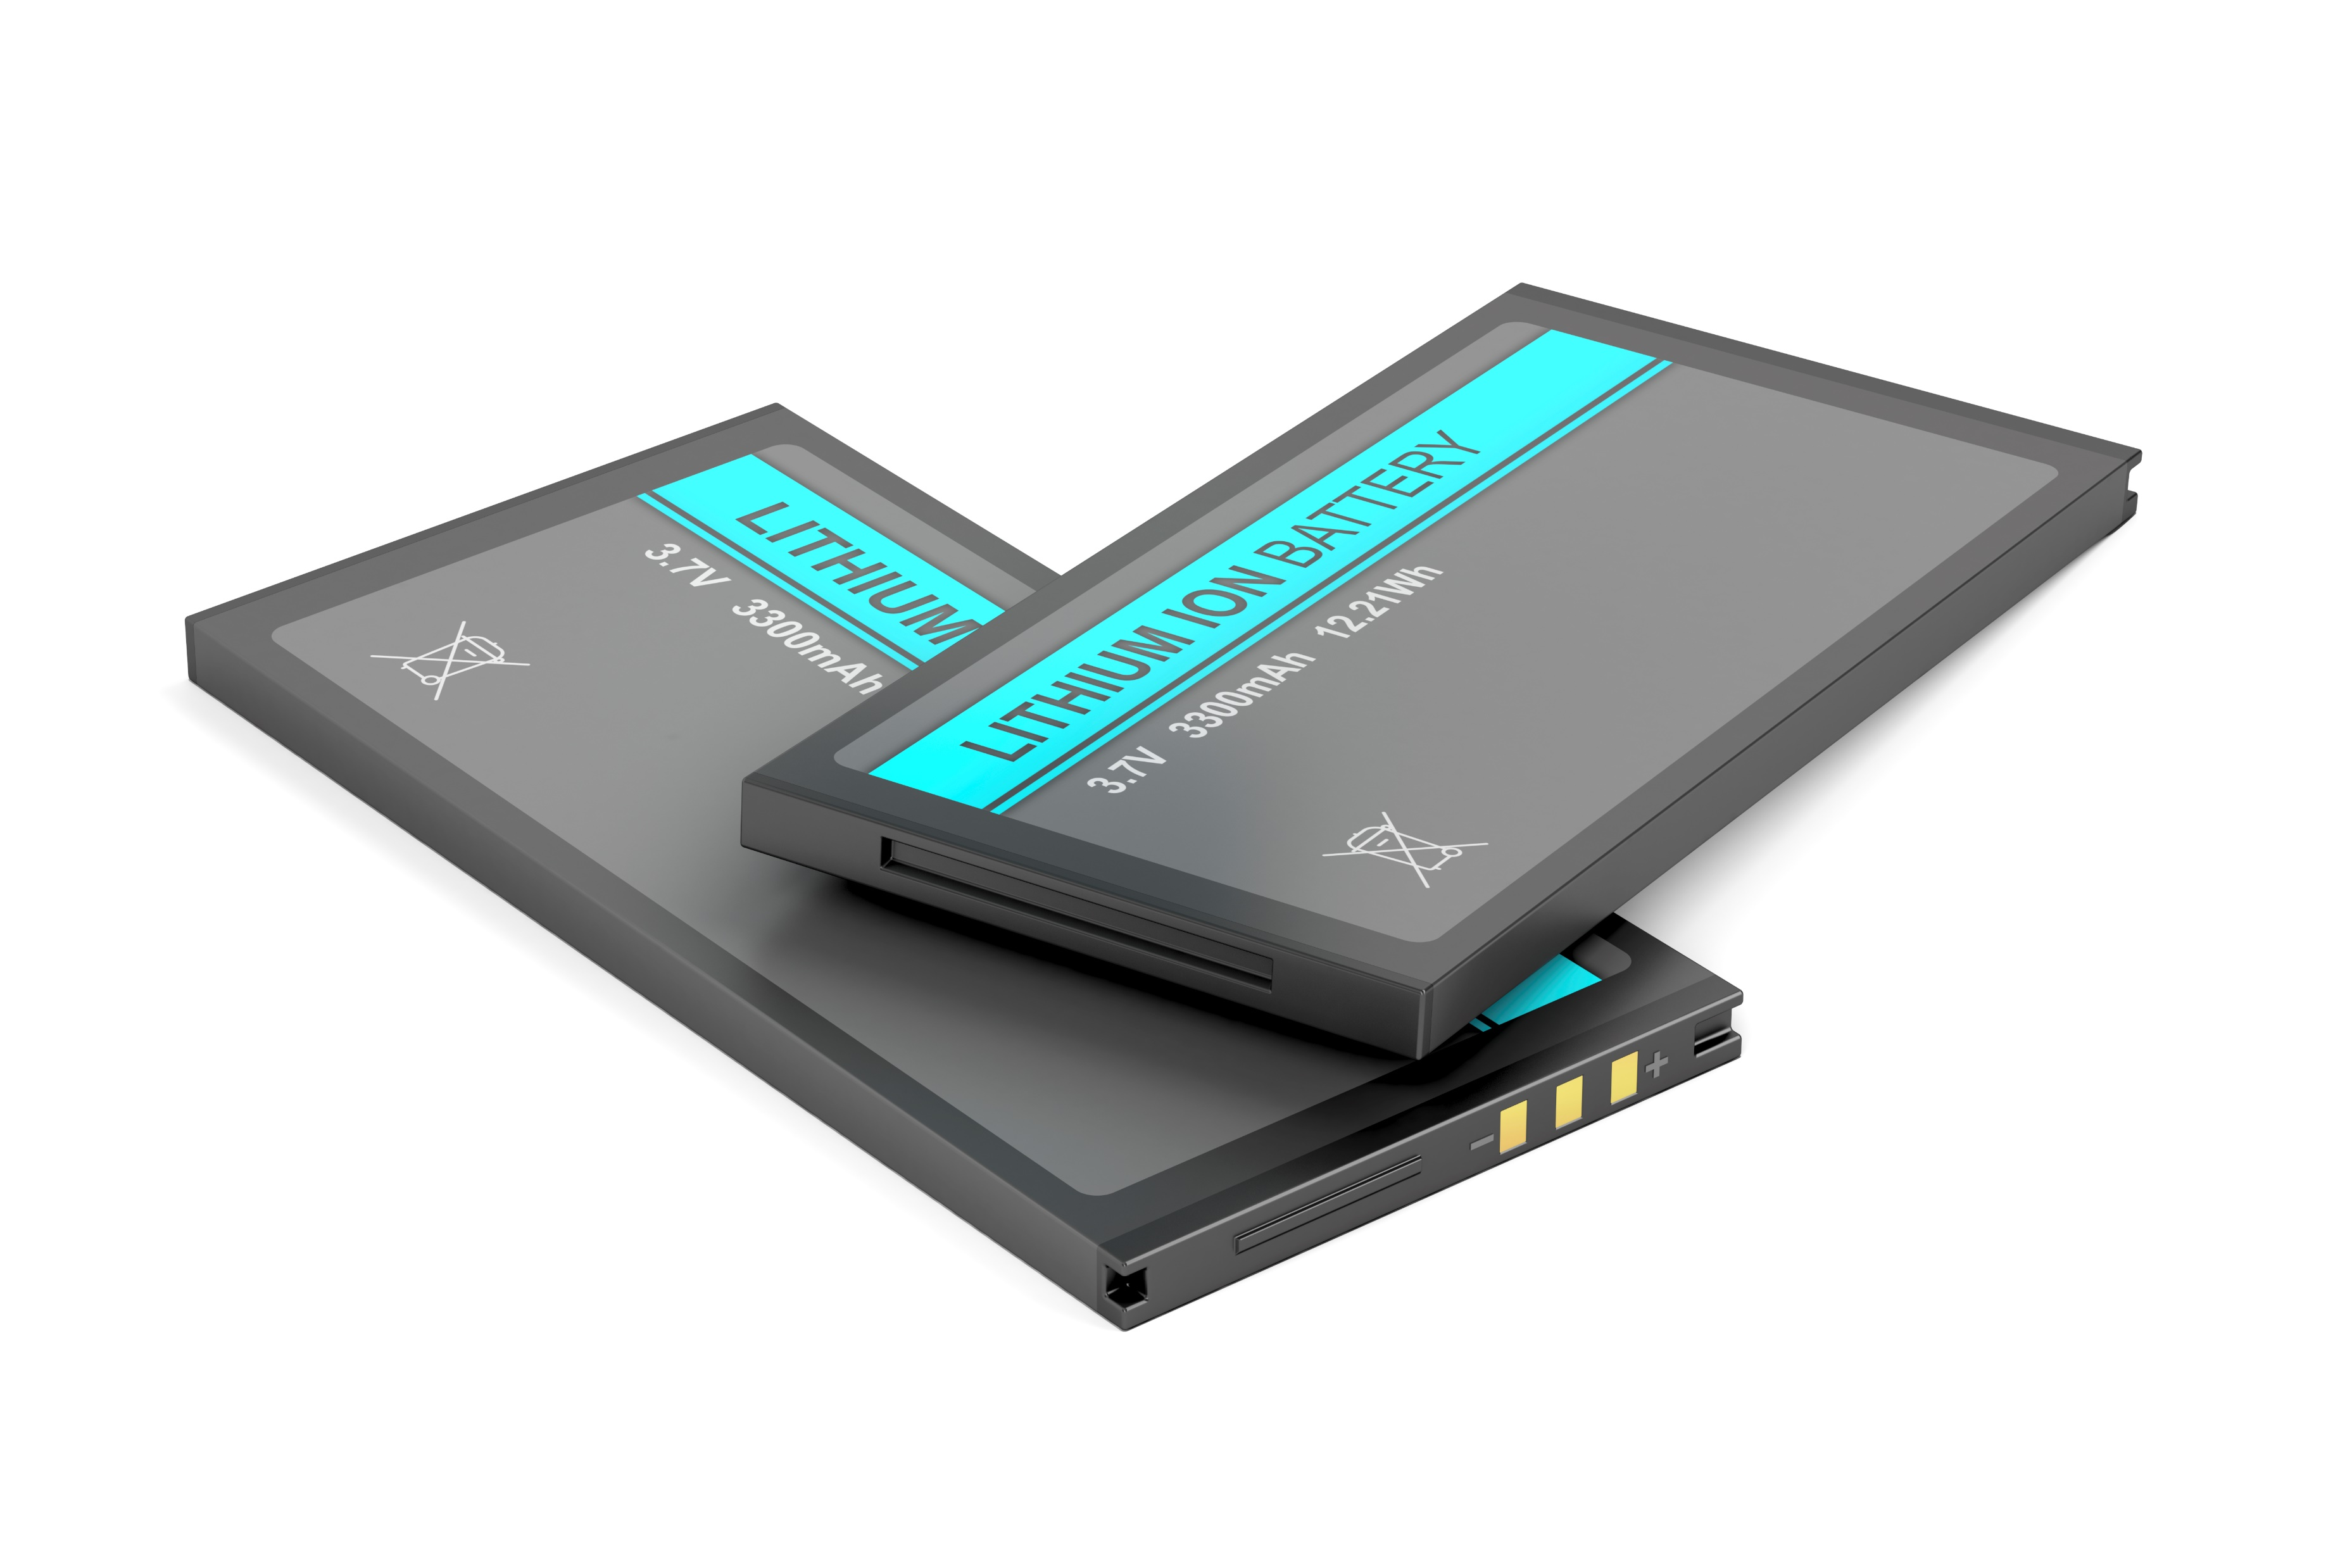 LITHIUM
3.7V 3300mAh
LITHIUM ION BATTERY
3.7V 3300mAh 12.21Wh
- +